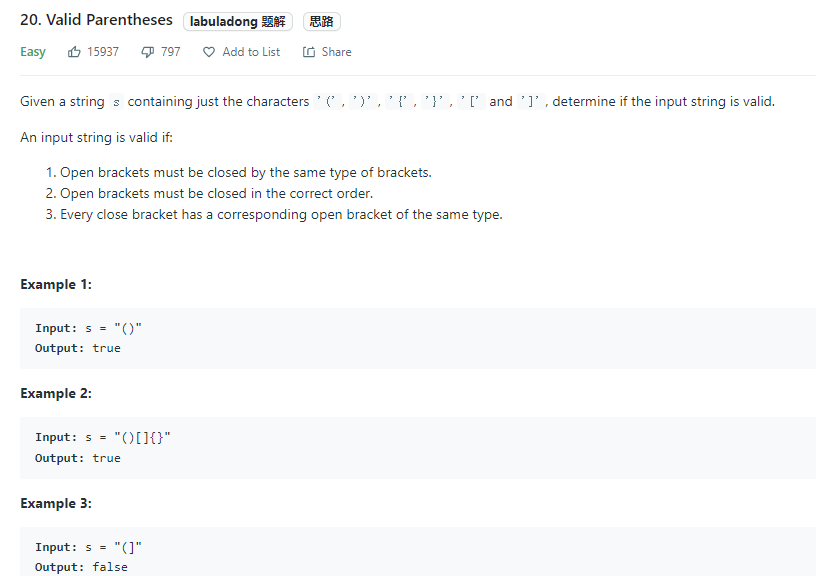 20. Valid Parentheses labuladong 题解 思路
Easy 15937 797 Add to List Share
Given a string s containing just the characters '(', ')', '{', '}', '[' and ']', determine if the input string is valid.
An input string is valid if:
1. Open brackets must be closed by the same type of brackets.
2. Open brackets must be closed in the correct order.
3. Every close bracket has a corresponding open bracket of the same type.
Example 1:
Input: s = "()"
Output: true
Example 2:
Input: s = "()[]{}"
Output: true
Example 3:
Input: s = "(]"
Output: false